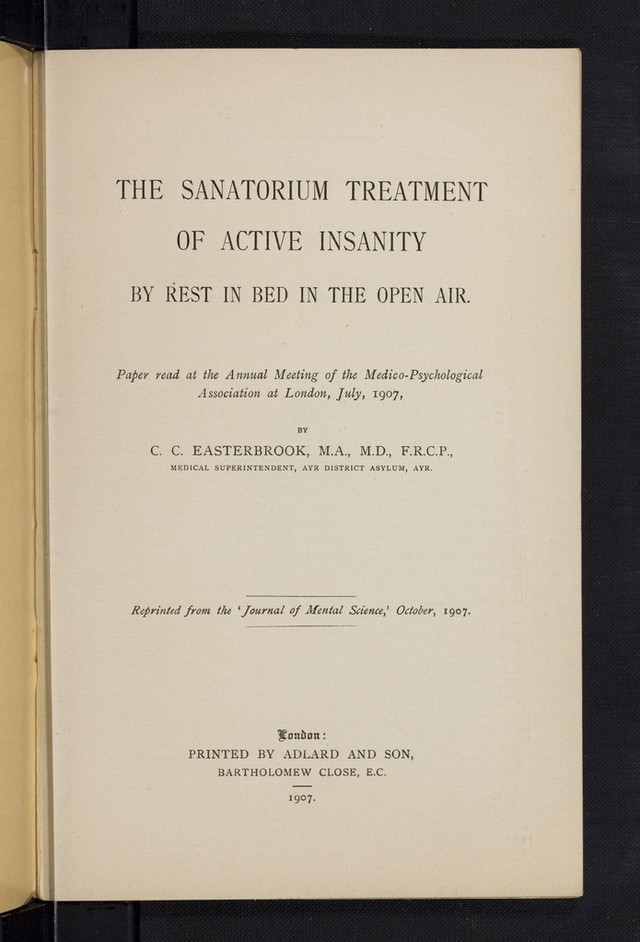 THE SANATORIUM TREATMENT
OF ACTIVE INSANITY
BY REST IN BED IN THE OPEN AIR.
Paper read at the Annual Meeting of the Medico-Psychological
Association at London, July, 1907,
BY
C. C. EASTERBROOK, M.A., M.D., F.R.C.P.,
MEDICAL SUPERINTENDENT, AYR DISTRICT ASYLUM, AYR.
Reprinted from the ‘Journal of Mental Science,’ October, 1907.
London:
PRINTED BY ADLARD AND SON,
BARTHOLOMEW CLOSE, E.C.
1907.